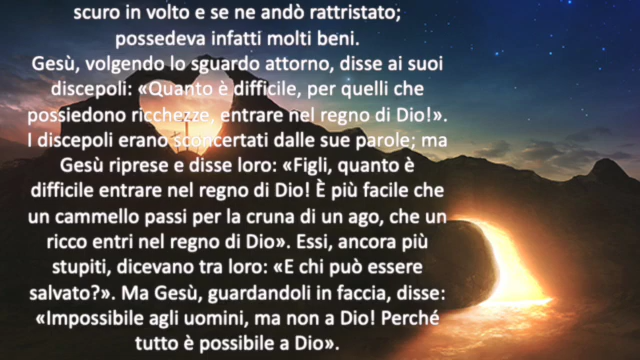 scuro in volto e se ne andò rattristato;
possedeva infatti molti beni.
Gesù, volgendo lo sguardo attorno, disse ai suoi
discepoli: «Quanto è difficile, per quelli che
possiedono ricchezze, entrare nel regno di Dio!».
I discepoli erano sconcertati dalle sue parole; ma
Gesù riprese e disse loro: «Figli, quanto è
difficile entrare nel regno di Dio! È più facile che
un cammello passi per la cruna di un ago, che un
ricco entri nel regno di Dio». Essi, ancora più
stupiti, dicevano tra loro: «E chi può essere
salvato?». Ma Gesù, guardandoli in faccia, disse:
«Impossibile agli uomini, ma non a Dio! Perché
tutto è possibile a Dio».